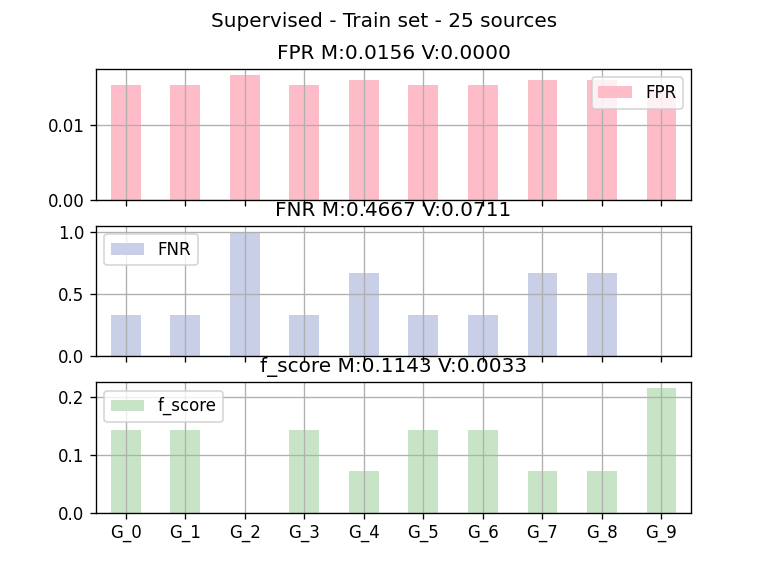 Supervised - Train set - 25 sources
FPR M:0.0156 V:0.0000
FPR
0.01
0.00
FNR M:0.4667 V:0.0711
1.0
FNR
0.5
0.0
f_score M:0.1143 V:0.0033
0.2
f_score
0.1
0.0
G_0 G_1 G_2 G_3 G_4 G_5 G_6 G_7 G_8 G_9